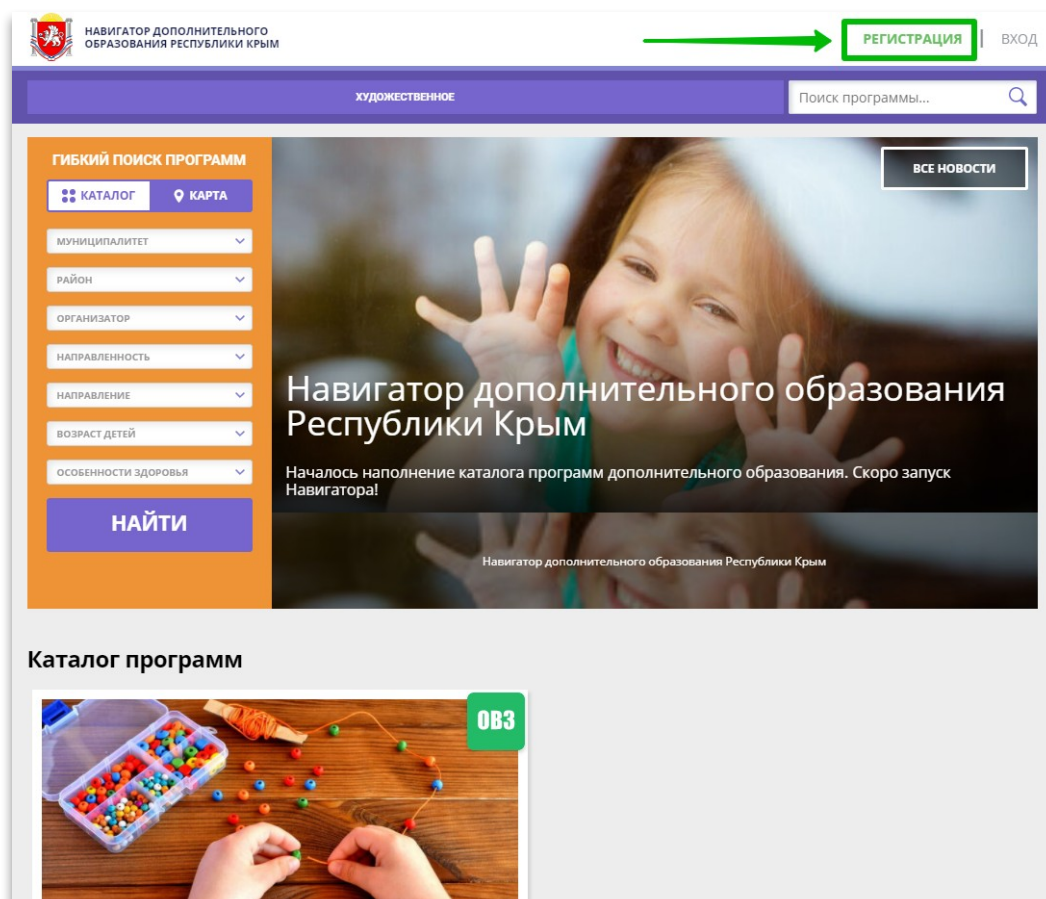 НАВИГАТОР ДОПОЛНИТЕЛЬНОГО
ОБРАЗОВАНИЯ РЕСПУБЛИКИ КРЫМ
РЕГИСТРАЦИЯ
ВХОД
ХУДОЖЕСТВЕННОЕ
Поиск программы...
ГИБКИЙ ПОИСК ПРОГРАММ
КАТАЛОГ
КАРТА
МУНИЦИПАЛИТЕТ
РАЙОН
ОРГАНИЗАТОР
НАПРАВЛЕННОСТЬ
НАПРАВЛЕНИЕ
ВОЗРАСТ ДЕТЕЙ
ОСОБЕННОСТИ ЗДОРОВЬЯ
НАЙТИ
ВСЕ НОВОСТИ
Навигатор дополнительного образования
Республики Крым
Началось наполнение каталога программ дополнительного образования. Скоро запуск
Навигатора!
Навигатор дополнительного образования Республики Крым
Каталог программ
ОВЗ